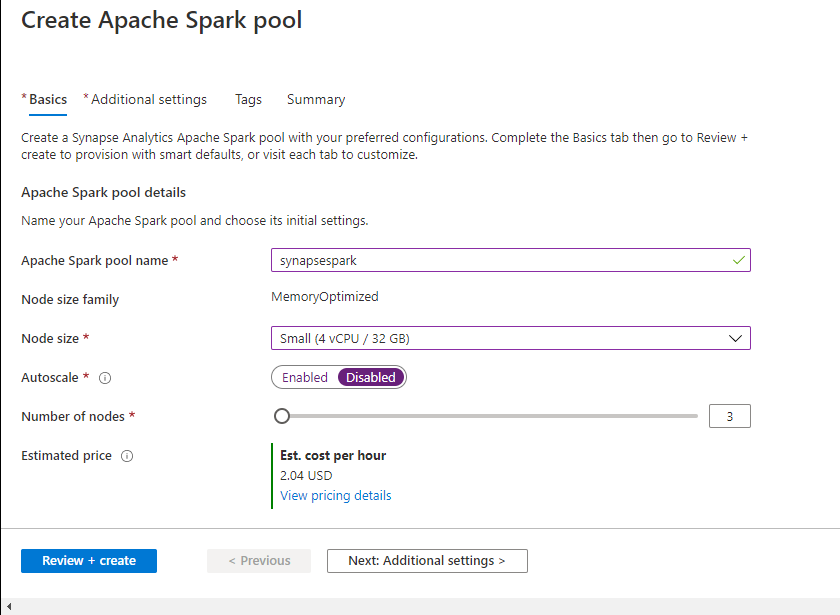 Create Apache Spark pool
* Basics * Additional settings Tags Summary
Create a Synapse Analytics Apache Spark pool with your preferred configurations. Complete the Basics tab then go to Review +
create to provision with smart defaults, or visit each tab to customize.
Apache Spark pool details
Name your Apache Spark pool and choose its initial settings.
Apache Spark pool name * synapsespark
Node size family MemoryOptimized
Node size * Small (4 vCPU / 32 GB)
Autoscale * Enabled Disabled
Number of nodes * 3
Estimated price Est. cost per hour
2.04 USD
View pricing details
Review + create < Previous Next: Additional settings >